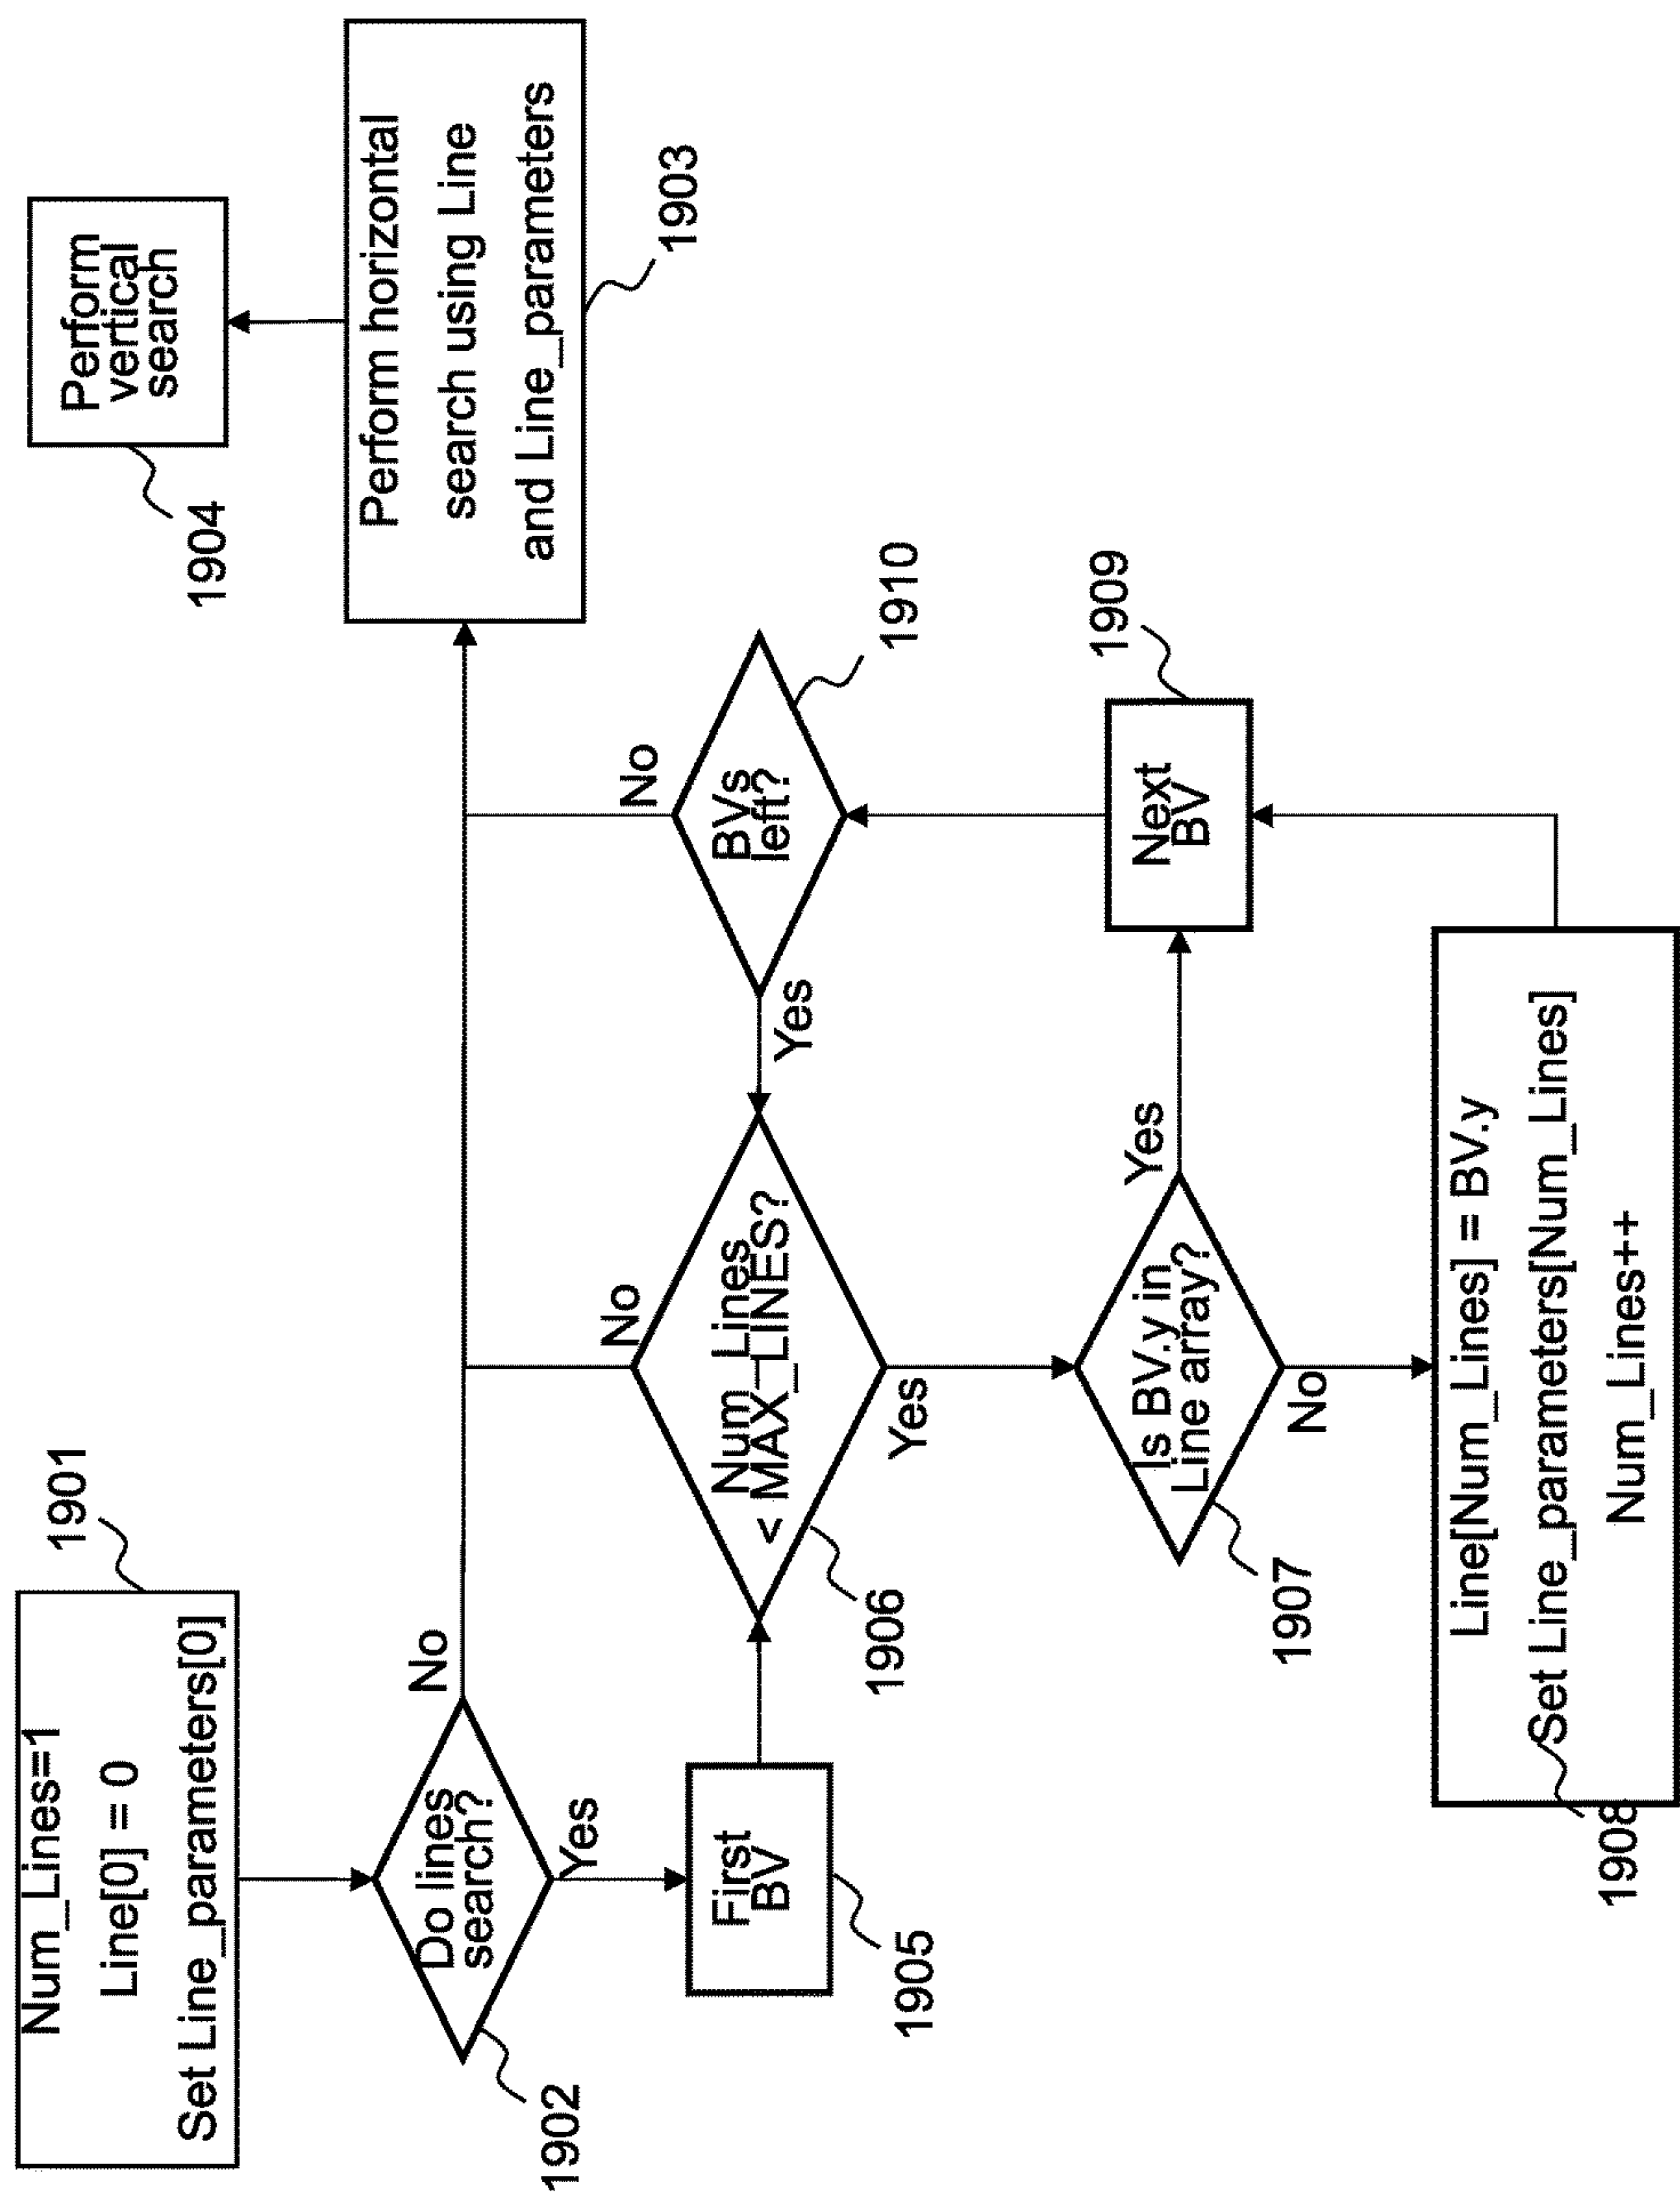 Num_Lines=1
Line[0] = 0
Set Line_parameters[0]
1901
Do lines
search?
1902
No
Yes
First
BV
1905
Num_Lines
< MAX_LINES?
1906
No
Yes
Is BV.y in
Line array?
1907
Yes
No
Line[Num_Lines] = BV.y
Set Line_parameters[Num_Lines]
Num_Lines++
1908
Next
BV
1909
BVs
left?
1910
No
Yes
Perform horizontal
search using Line
and Line_parameters
1903
Perform
vertical
search
1904